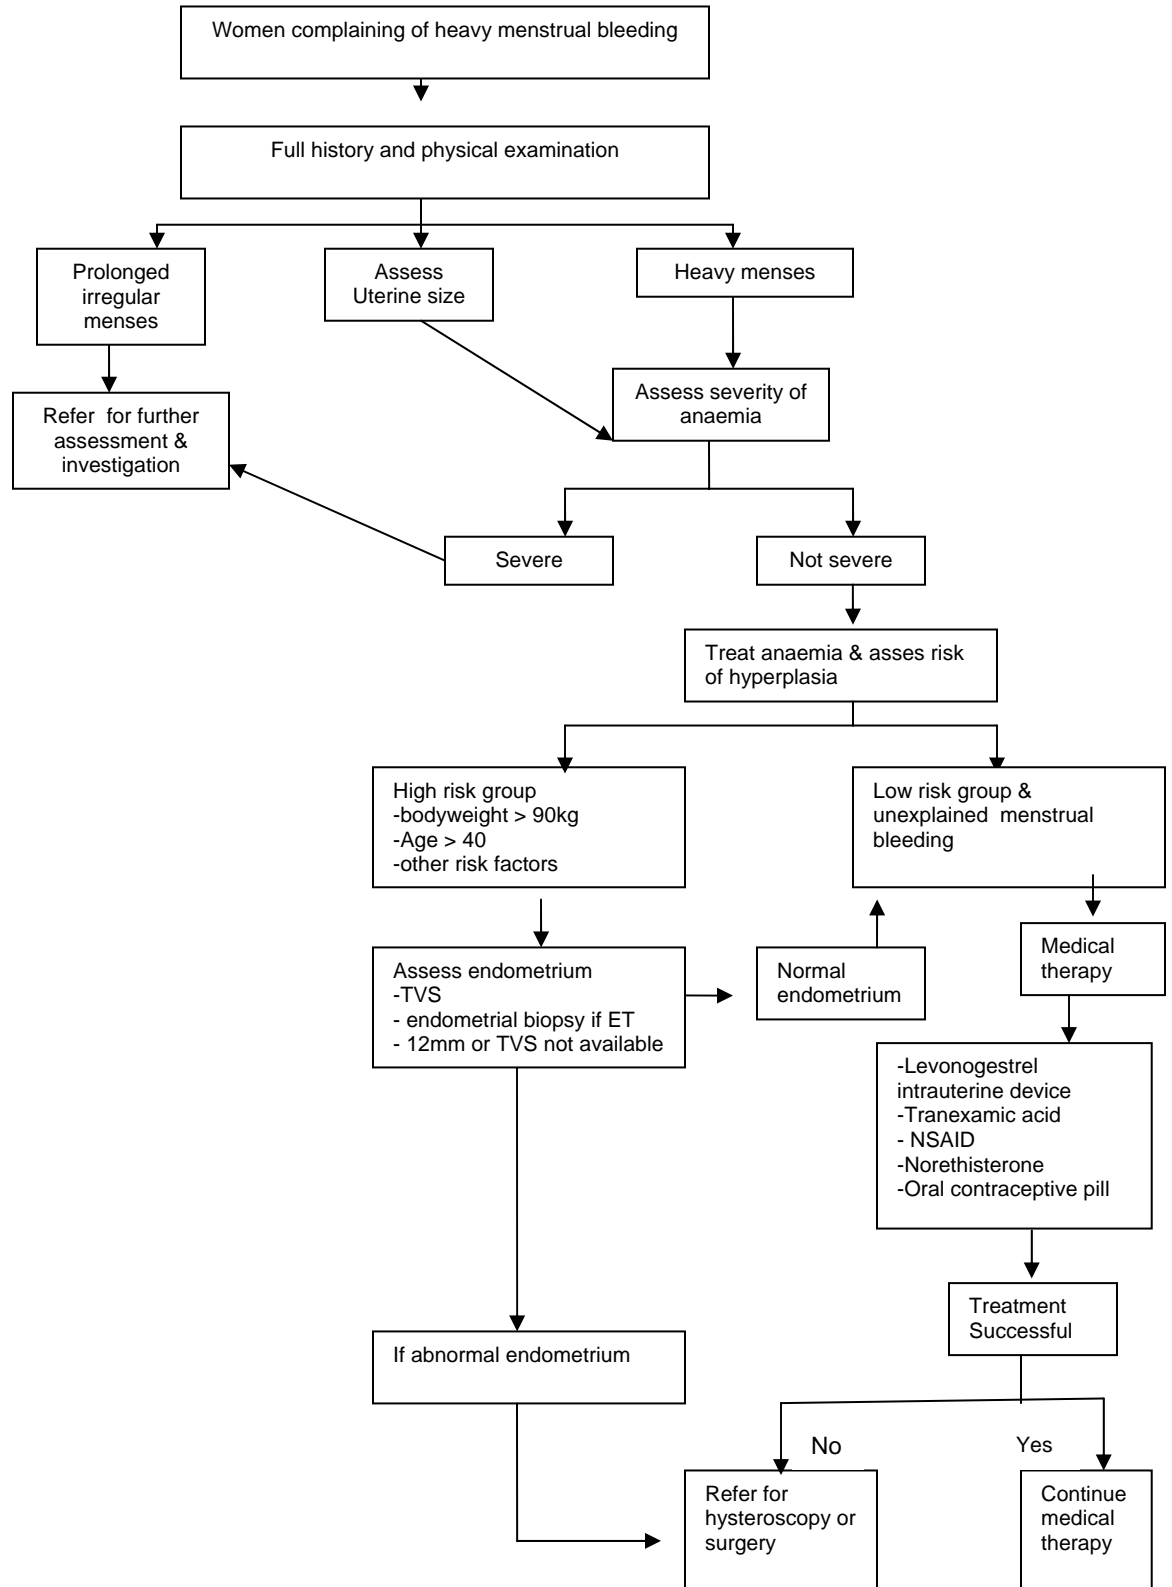 Women complaining of heavy menstrual bleeding
Full history and physical examination
Prolonged
irregular
menses
Assess
Uterine size
Heavy menses
Refer for further
assessment &
investigation
Assess severity of
anaemia
Severe
Not severe
Treat anaemia & asses risk
of hyperplasia
High risk group
-bodyweight > 90kg
-Age > 40
-other risk factors
Low risk group &
unexplained menstrual
bleeding
Assess endometrium
-TVS
- endometrial biopsy if ET
- 12mm or TVS not available
Normal
endometrium
Medical
therapy
-Levonogestrel
intrauterine device
-Tranexamic acid
- NSAID
-Norethisterone
-Oral contraceptive pill
Treatment
Successful
If abnormal endometrium
No
Yes
Refer for
hysteroscopy or
surgery
Continue
medical
therapy